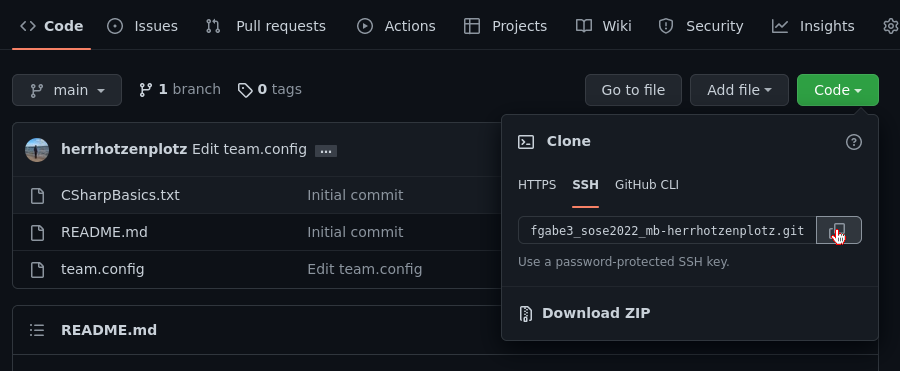 Code Issues Pull requests Actions Projects Wiki Security Insights
main 1 branch 0 tags Go to file Add file Code
herrhotzenplotz Edit team.config ...
CSharpBasics.txt Initial commit
README.md Initial commit
team.config Edit team.config
README.md
Clone
HTTPS SSH GitHub CLI
fgabe3_sose2022_mb-herrhotzenplotz.git
Use a password-protected SSH key.
Download ZIP